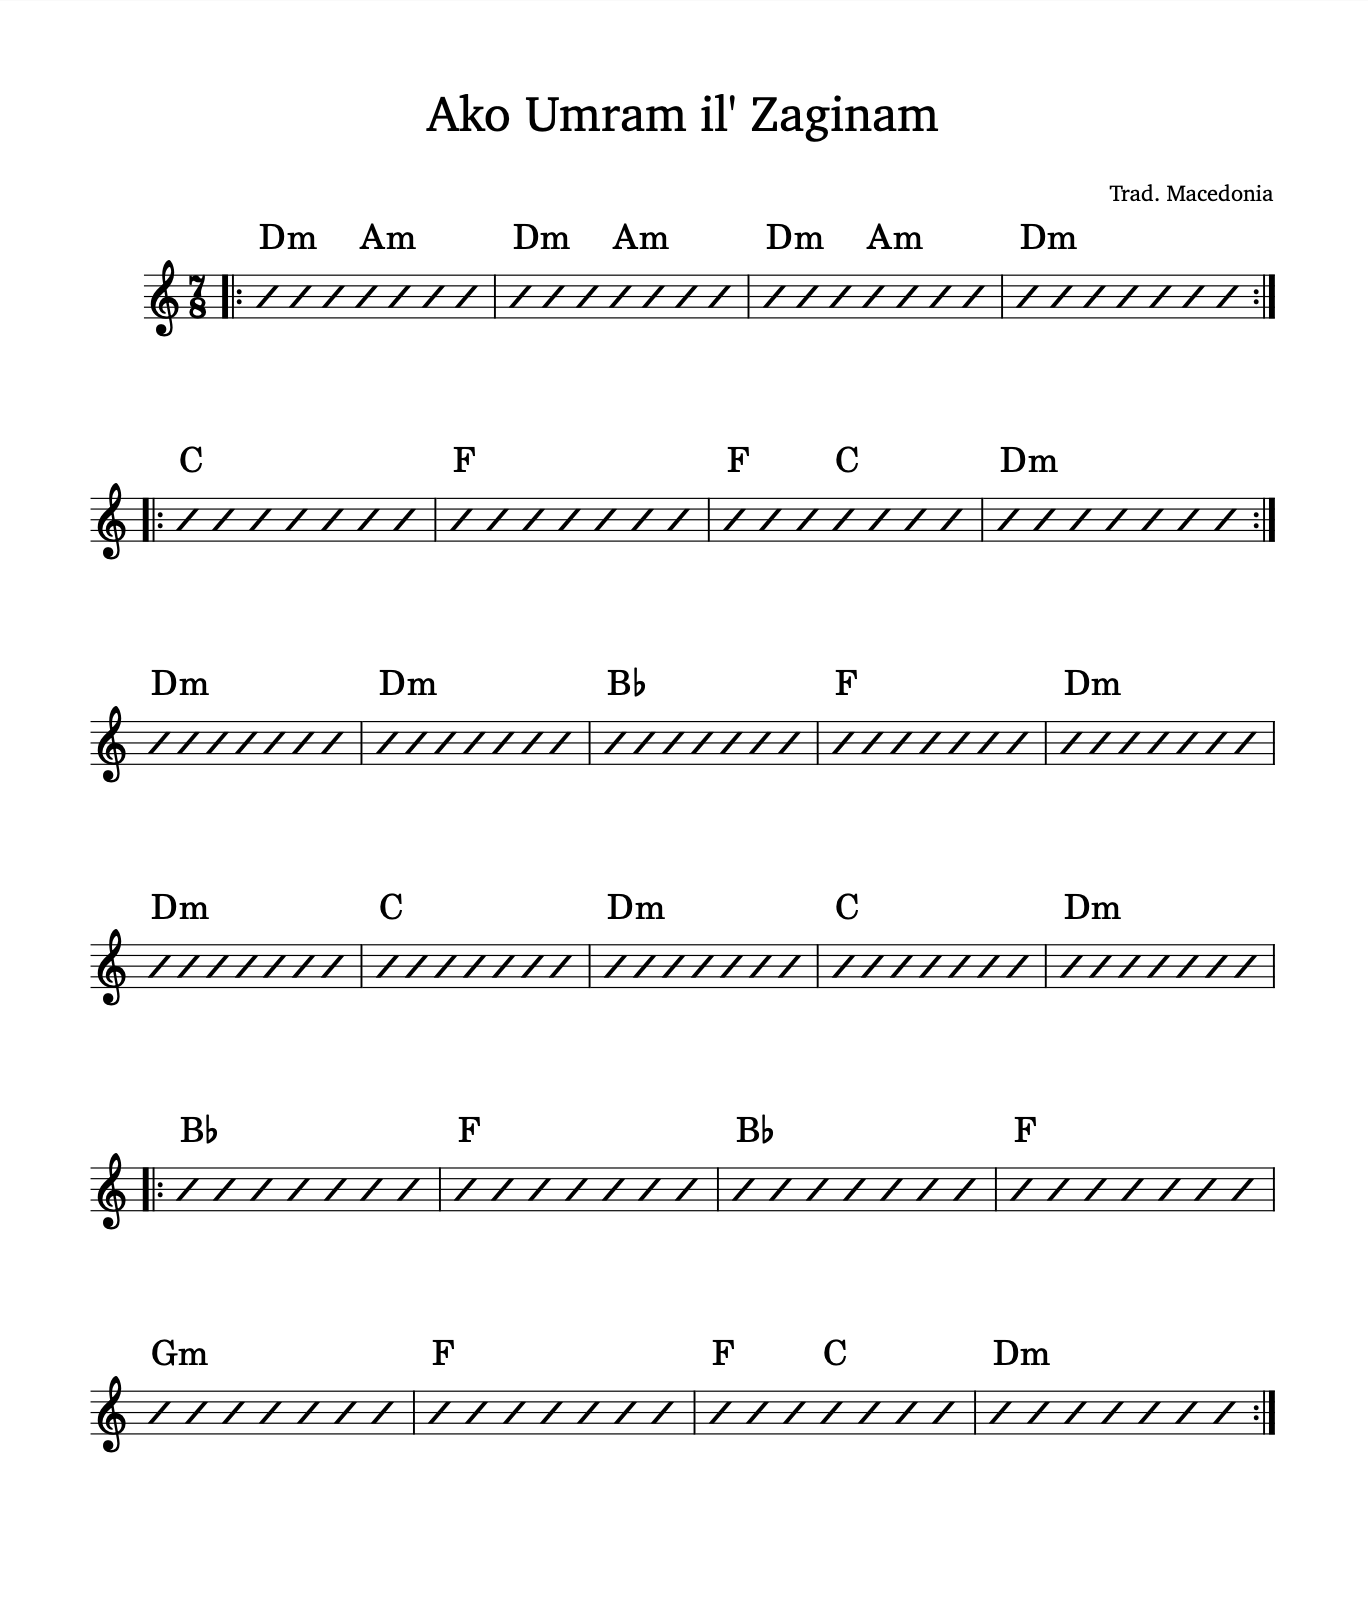 Ako Umram il' Zaginam
Trad. Macedonia
Dm Am Dm Am Dm Am Dm
7
8
C F F C Dm
Dm Dm B♭ F Dm
Dm C Dm C Dm
B♭ F B♭ F
Gm F F C Dm